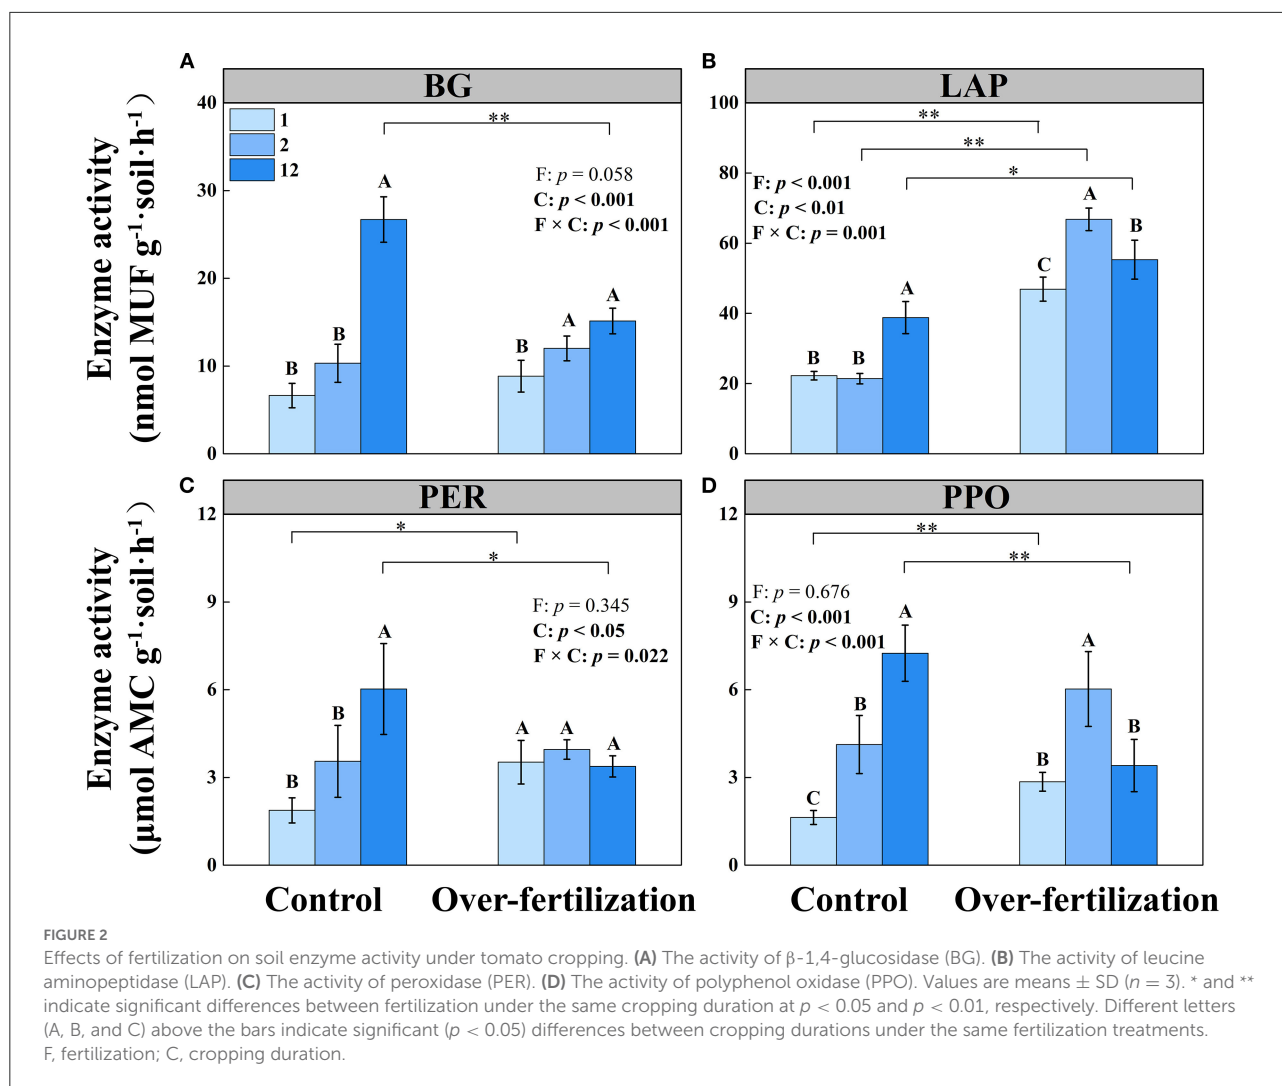 A
BG
Enzyme activity
(nmol MUF g⁻¹·soil·h⁻¹)
40
30
20
10
0
1
2
12
**
F: p = 0.058
C: p < 0.001
F × C: p < 0.001
B
B
A
B
A
A
B
LAP
100
80
60
40
20
0
**
**
*
F: p < 0.001
C: p < 0.01
F × C: p = 0.001
B
B
A
C
A
B
C
PER
Enzyme activity
(μmol AMC g⁻¹·soil·h⁻¹)
12
9
6
3
0
*
*
F: p = 0.345
C: p < 0.05
F × C: p = 0.022
B
B
A
A
A
A
Control
Over-fertilization
D
PPO
12
9
6
3
0
**
**
F: p = 0.676
C: p < 0.001
F × C: p < 0.001
C
B
A
B
A
B
Control
Over-fertilization
FIGURE 2
Effects of fertilization on soil enzyme activity under tomato cropping. (A) The activity of β-1,4-glucosidase (BG). (B) The activity of leucine
aminopeptidase (LAP). (C) The activity of peroxidase (PER). (D) The activity of polyphenol oxidase (PPO). Values are means ± SD (n = 3). * and **
indicate significant differences between fertilization under the same cropping duration at p < 0.05 and p < 0.01, respectively. Different letters
(A, B, and C) above the bars indicate significant (p < 0.05) differences between cropping durations under the same fertilization treatments.
F, fertilization; C, cropping duration.